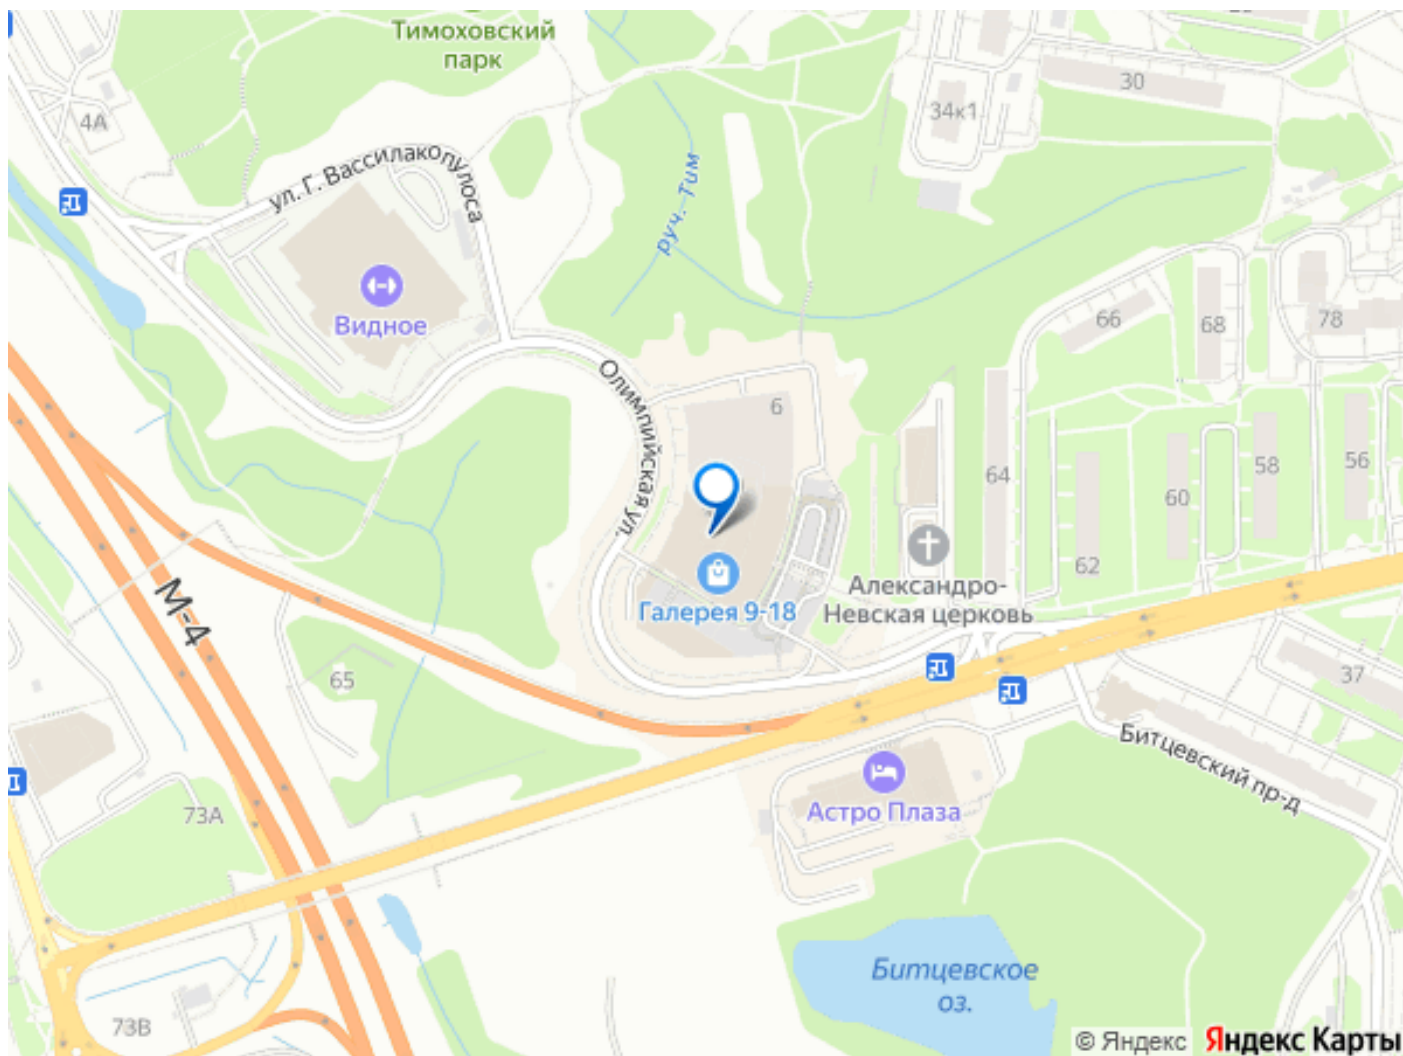 Тимоховский
парк
30
34к1
4А
ул. Г. Вассилакопулоса
руч. Тим
Видное
66
68
78
Олимпийская ул.
6
64
62
60
58
56
М-4
Галерея 9-18
Александро-
Невская церковь
65
37
Битцевский пр-д
73А
Астро Плаза
Битцевское
оз.
73В
© Яндекс Яндекс Карты